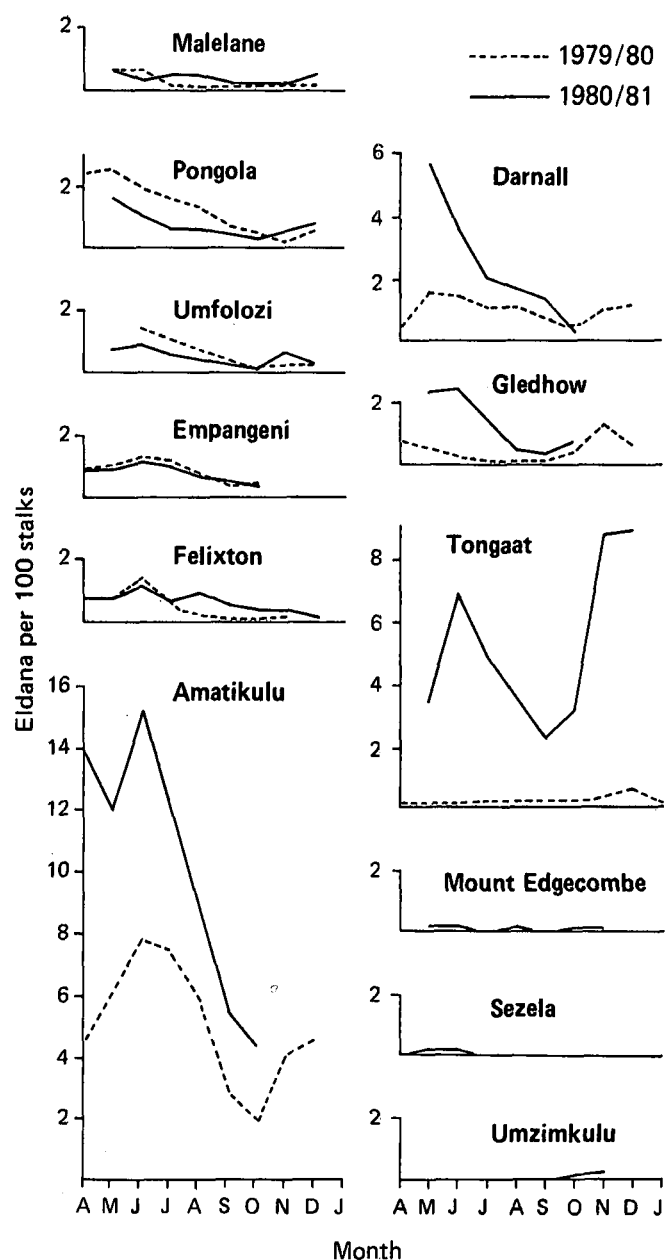 2
Malelane
1979/80
1980/81
2
Pongola
6
4
2
Darnall
2
Umfolozi
2
Gledhow
2
Empangeni
2
Felixton
8
6
4
2
Tongaat
Eldana per 100 stalks
16
14
12
10
8
6
4
2
Amatikulu
2
Mount Edgecombe
2
Sezela
2
Umzimkulu
A M J J A S O N D J
A M J J A S O N D J
Month